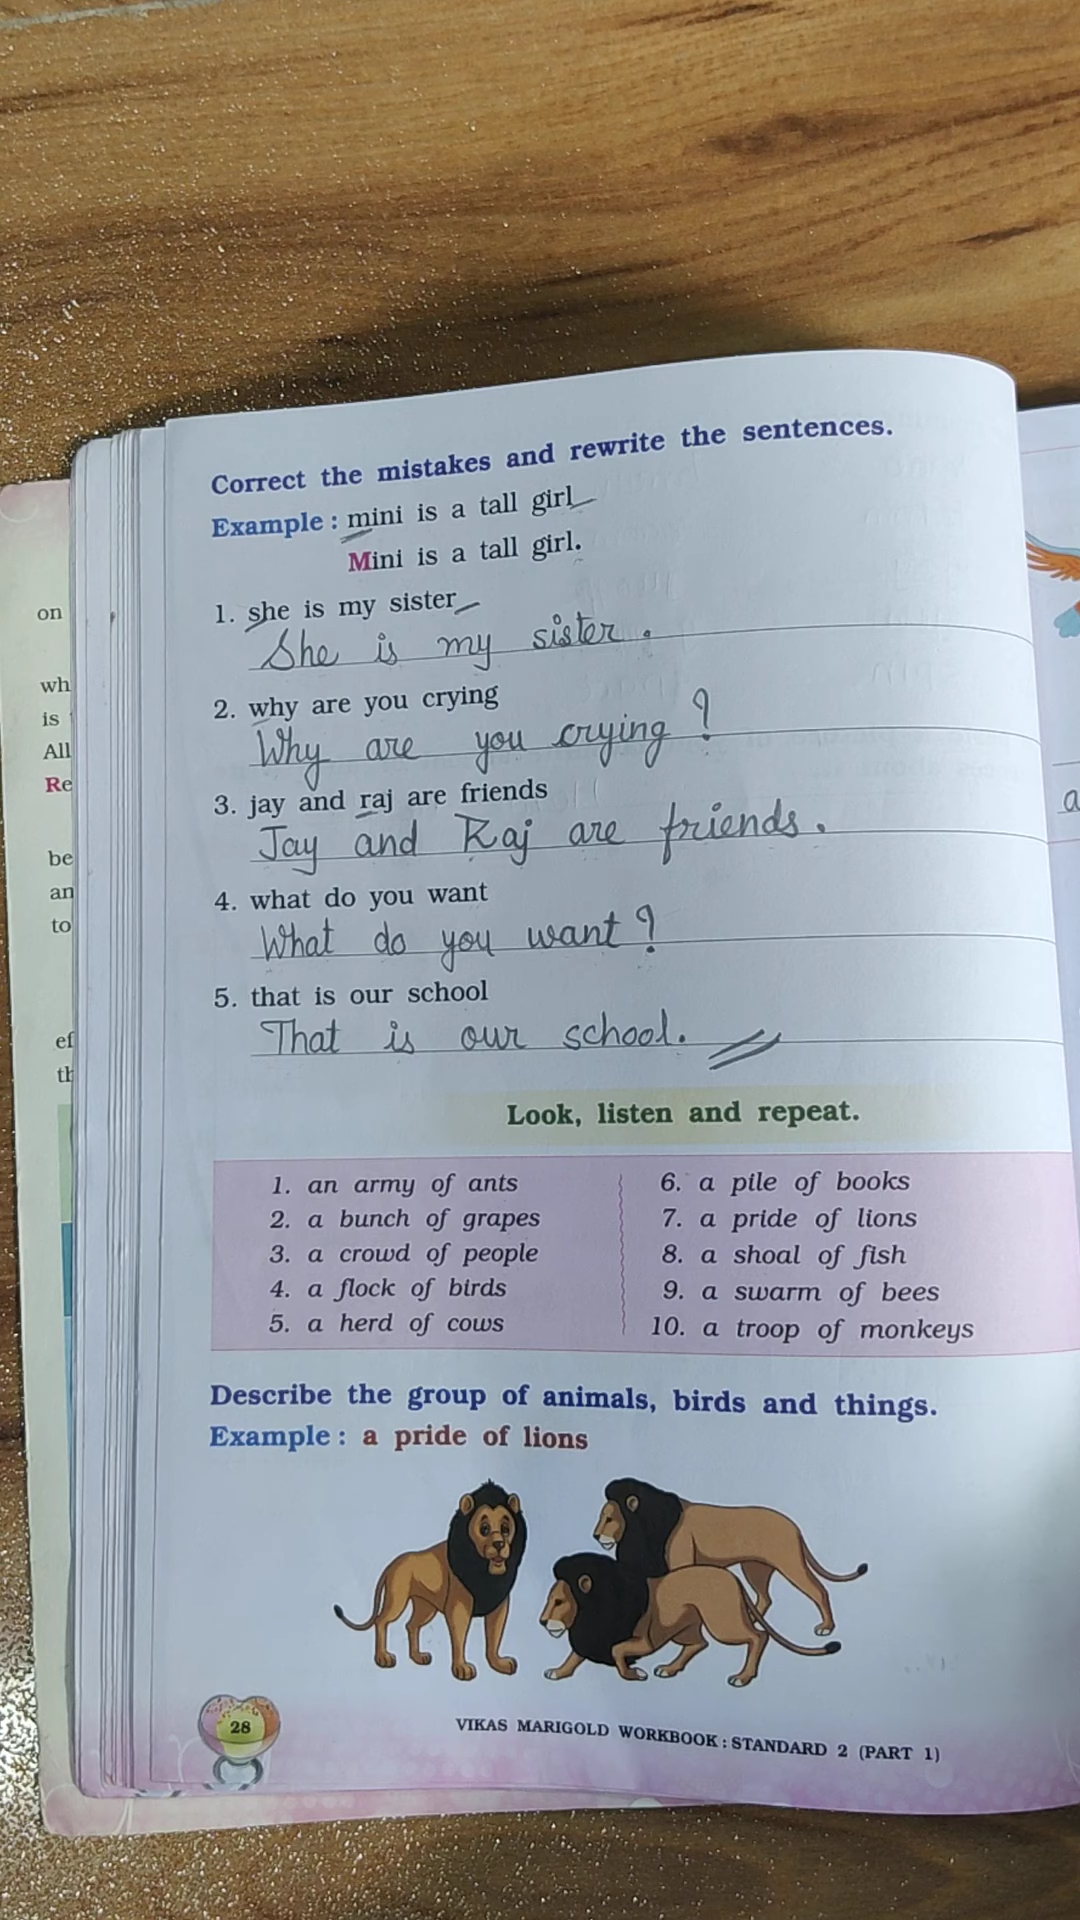 on
wh
is
All
Re
be
an
to
ef
th
Correct the mistakes and rewrite the sentences.
Example : mini is a tall girl
Mini is a tall girl.
1. she is my sister
She is my sister.
2. why are you crying
Why are you crying?
3. jay and raj are friends
Jay and Raj are friends.
4. what do you want
What do you want?
5. that is our school
That is our school.
Look, listen and repeat.
1. an army of ants
2. a bunch of grapes
3. a crowd of people
4. a flock of birds
5. a herd of cows
6. a pile of books
7. a pride of lions
8. a shoal of fish
9. a swarm of bees
10. a troop of monkeys
Describe the group of animals, birds and things.
Example : a pride of lions
28
VIKAS MARIGOLD WORKBOOK : STANDARD 2 (PART 1)
a